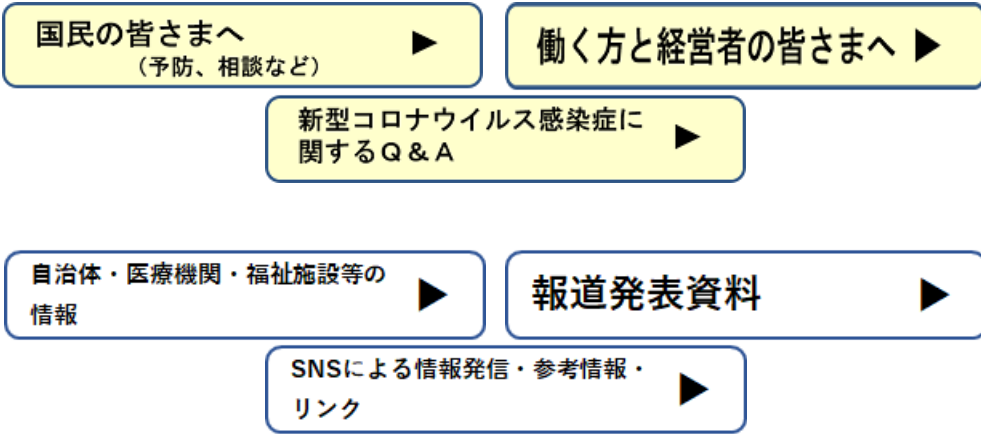 国民の皆さまへ
（予防、相談など）
働く方と経営者の皆さまへ ▶
新型コロナウイルス感染症に
関するＱ＆Ａ
自治体・医療機関・福祉施設等の
情報
報道発表資料
SNSによる情報発信・参考情報・
リンク